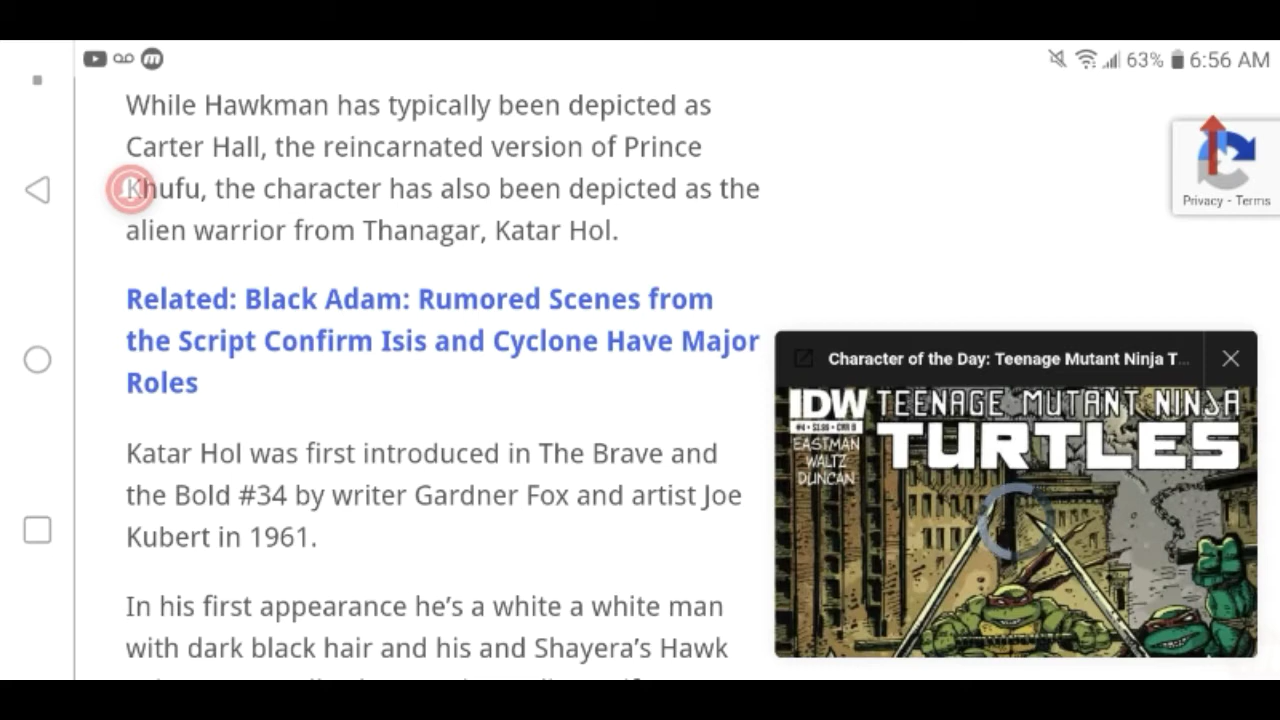 63% 6:56 AM
While Hawkman has typically been depicted as
Carter Hall, the reincarnated version of Prince
Khufu, the character has also been depicted as the
alien warrior from Thanagar, Katar Hol.
Privacy - Terms
Related: Black Adam: Rumored Scenes from
the Script Confirm Isis and Cyclone Have Major
Roles
Katar Hol was first introduced in The Brave and
the Bold #34 by writer Gardner Fox and artist Joe
Kubert in 1961.
In his first appearance he’s a white a white man
with dark black hair and his and Shayera’s Hawk
Character of the Day: Teenage Mutant Ninja T...
IDW TEENAGE MUTANT NINJA
TURTLES
EASTMAN
WALTZ
DUNCAN